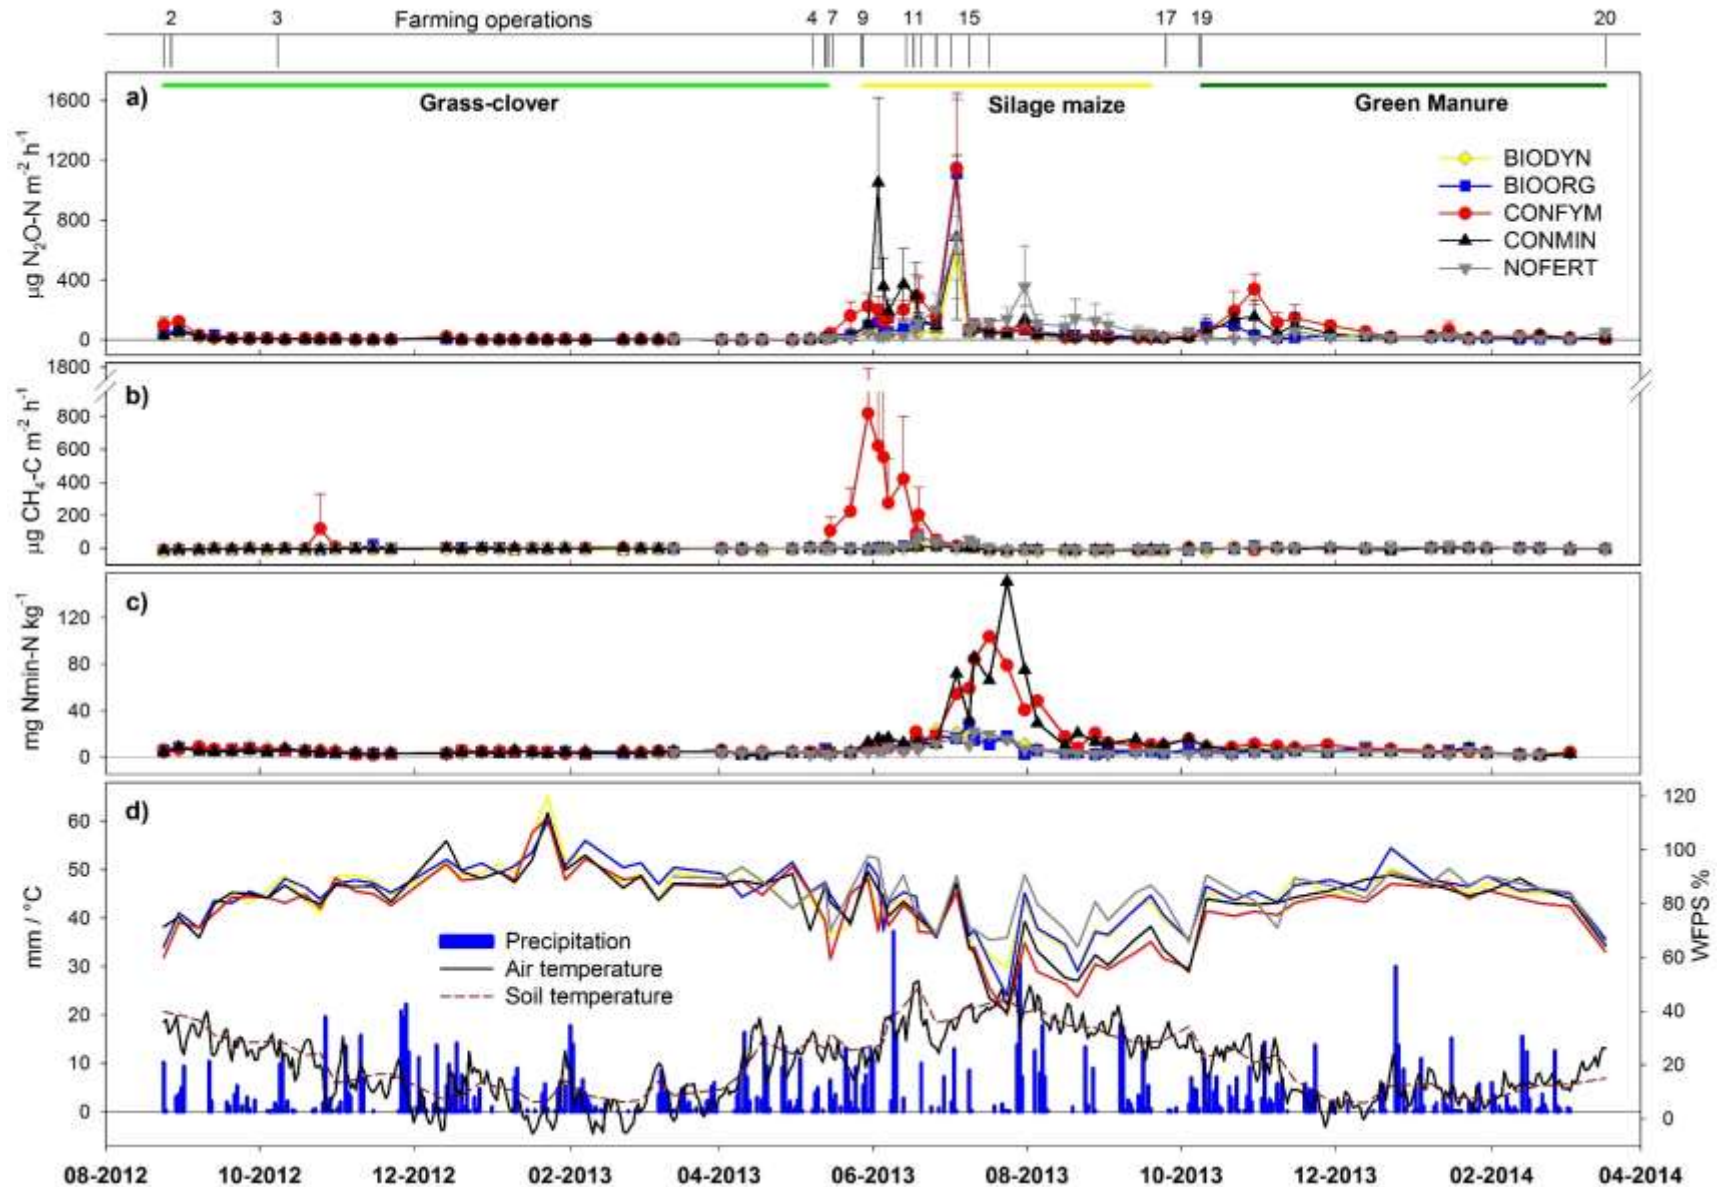 2 3 Farming operations 4 7 9 11 15 17 19 20
a) Grass-clover Silage maize Green Manure
1600
1200
800
400
0
µg N₂O-N m⁻² h⁻¹
BIODYN
BIOORG
CONFYM
CONMIN
NOFERT
b)
1800
800
600
400
200
0
µg CH₄-C m⁻² h⁻¹
c)
120
80
40
0
mg Nmin-N kg⁻¹
d)
60
50
40
30
20
10
0
mm / °C
Precipitation
Air temperature
Soil temperature
120
100
80
60
40
20
0
WFPS %
08-2012 10-2012 12-2012 02-2013 04-2013 06-2013 08-2013 10-2013 12-2013 02-2014 04-2014